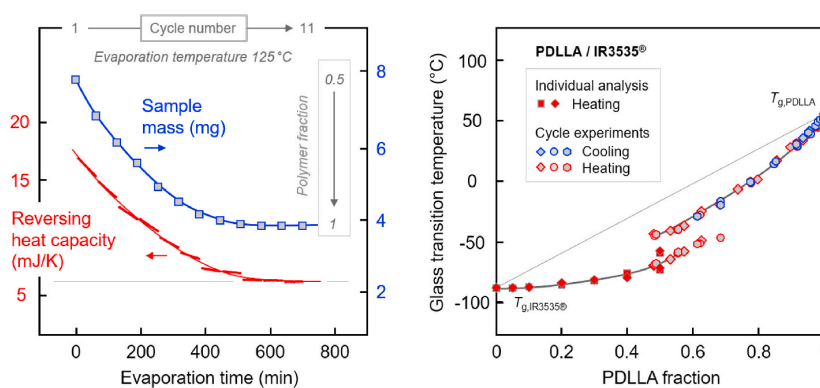 1 → Cycle number → 11
Evaporation temperature 125 °C
20
15
5
Reversing
heat capacity
(mJ/K)
Sample
mass (mg)
8
6
4
2
0.5
Polymer fraction
1
0 200 400 600 800
Evaporation time (min)
Glass transition temperature (°C)
100
50
0
-50
-100
PDLLA / IR3535®
Individual analysis
Heating
Cycle experiments
Cooling
Heating
Tg,PDLLA
Tg,IR3535®
0 0.2 0.4 0.6 0.8 1.0
PDLLA fraction